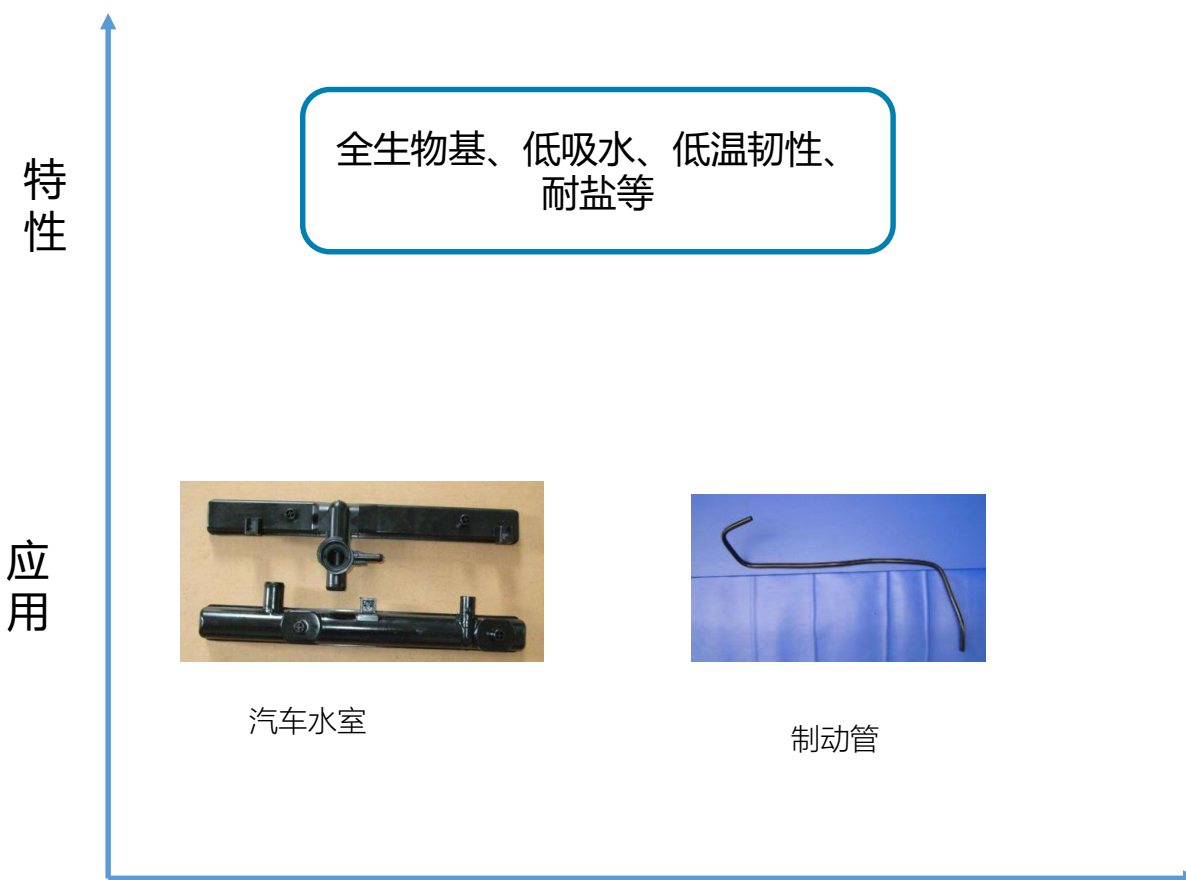 特性
全生物基、低吸水、低温韧性、
耐盐等
应用
汽车水室
制动管